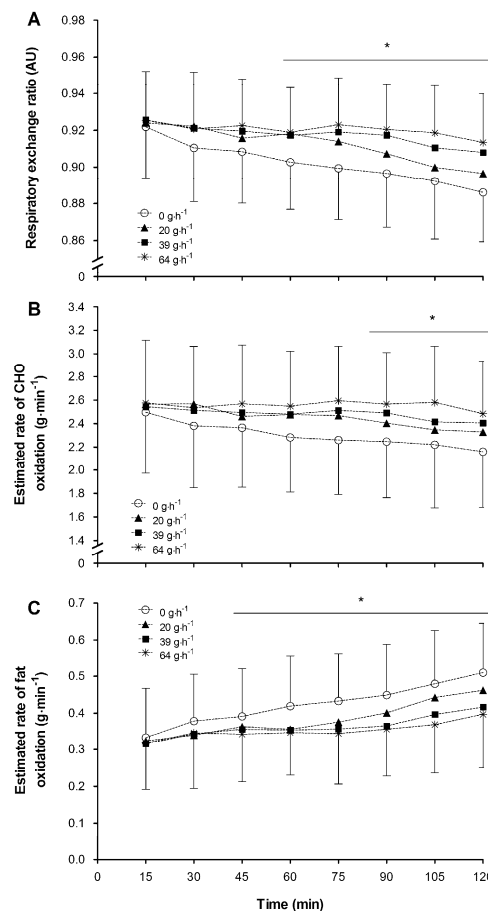 A
Respiratory exchange ratio (AU)
0.98
0.96
0.94
0.92
0.90
0.88
0.86
0
*
0 g·h-1
20 g·h-1
39 g·h-1
64 g·h-1
B
Estimated rate of CHO
oxidation (g·min-1)
3.4
3.2
3.0
2.8
2.6
2.4
2.2
2.0
1.8
1.6
1.4
0
*
0 g·h-1
20 g·h-1
39 g·h-1
64 g·h-1
C
Estimated rate of fat
oxidation (g·min-1)
0.7
0.6
0.5
0.4
0.3
0.2
0.1
0.0
*
0 g·h-1
20 g·h-1
39 g·h-1
64 g·h-1
0 15 30 45 60 75 90 105 120
Time (min)